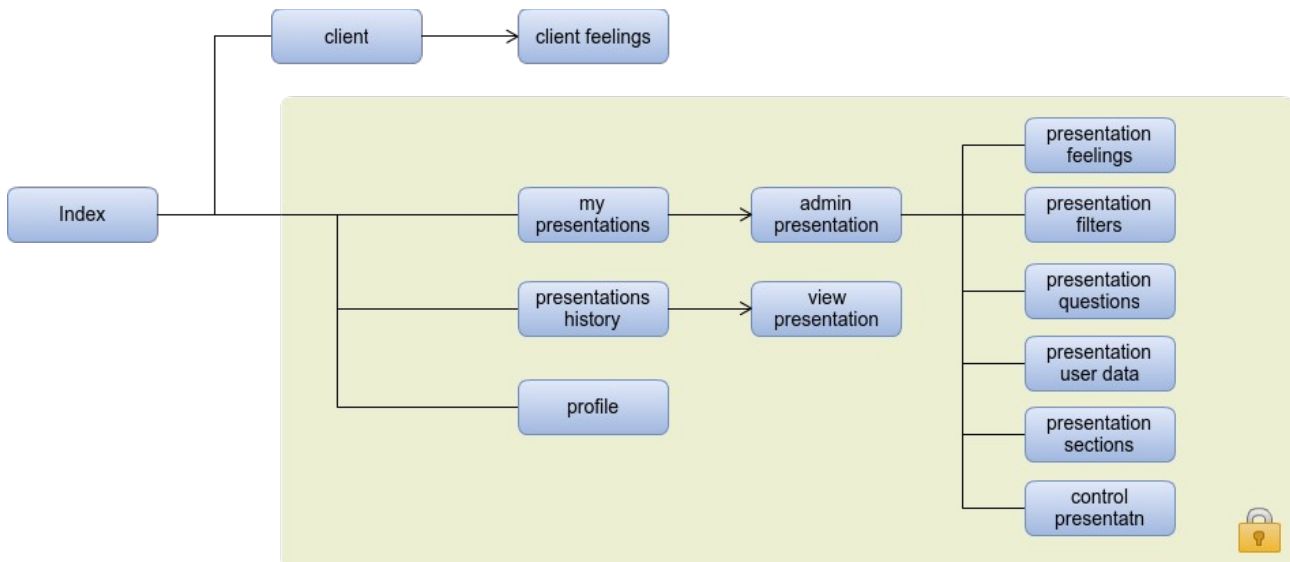 client
client feelings
presentation
feelings
Index
my
presentations
admin
presentation
presentation
filters
presentations
history
view
presentation
presentation
questions
presentation
user data
profile
presentation
sections
control
presentatn